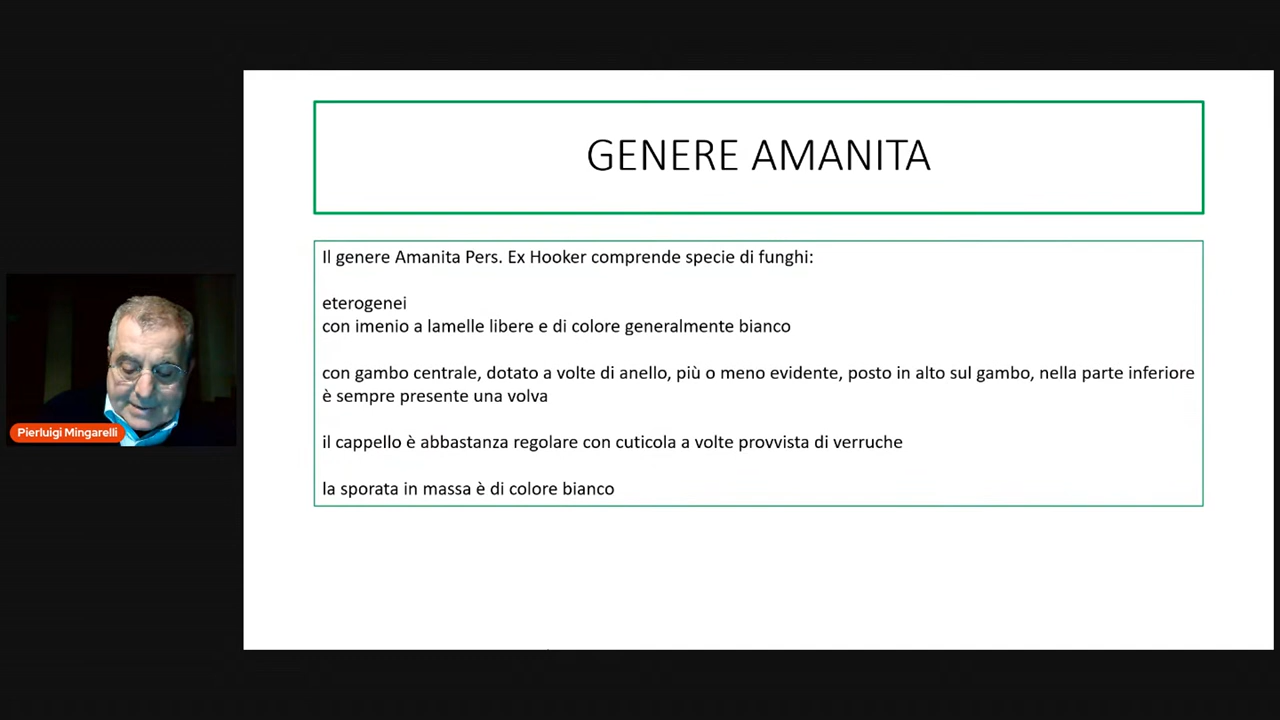 GENERE AMANITA
Il genere Amanita Pers. Ex Hooker comprende specie di funghi:
eterogenei
con imenio a lamelle libere e di colore generalmente bianco
con gambo centrale, dotato a volte di anello, più o meno evidente, posto in alto sul gambo, nella parte inferiore
è sempre presente una volva
il cappello è abbastanza regolare con cuticola a volte provvista di verruche
la sporata in massa è di colore bianco
Pierluigi Mingarelli